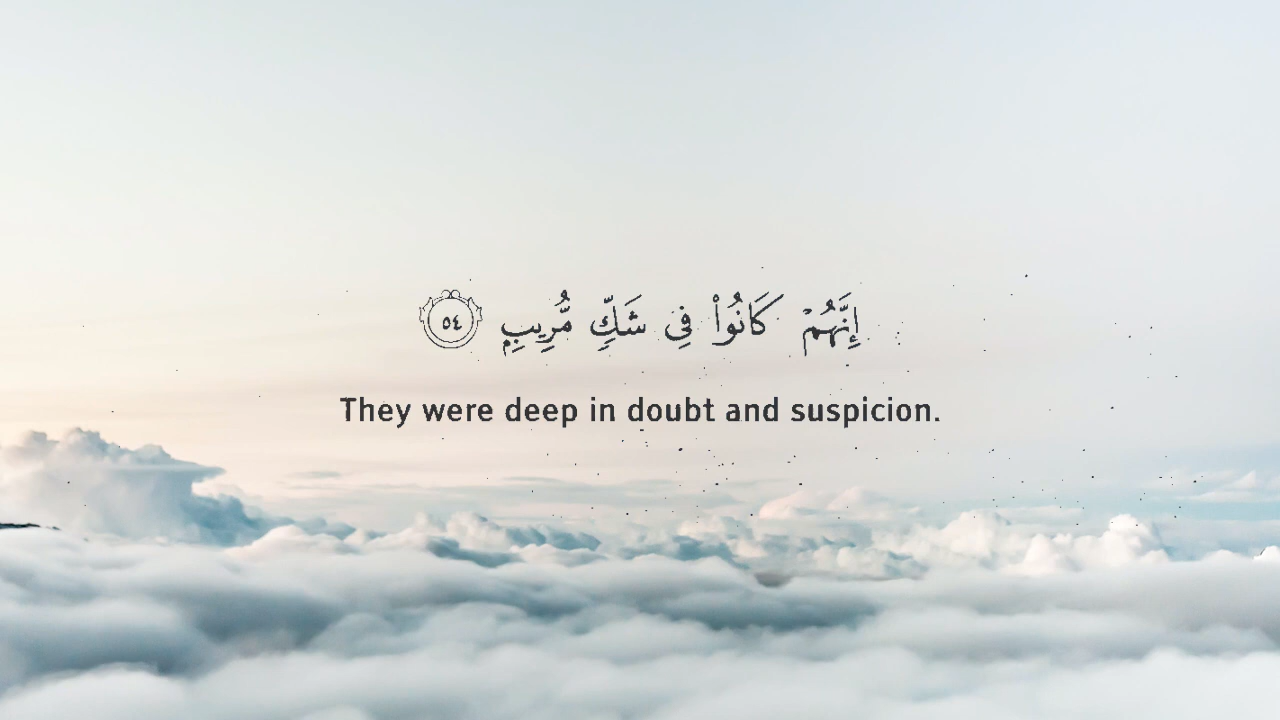 إِنَّهُمْ كَانُوا۟ فِى شَكٍّ مُّرِيبٍ ٥٤
They were deep in doubt and suspicion.